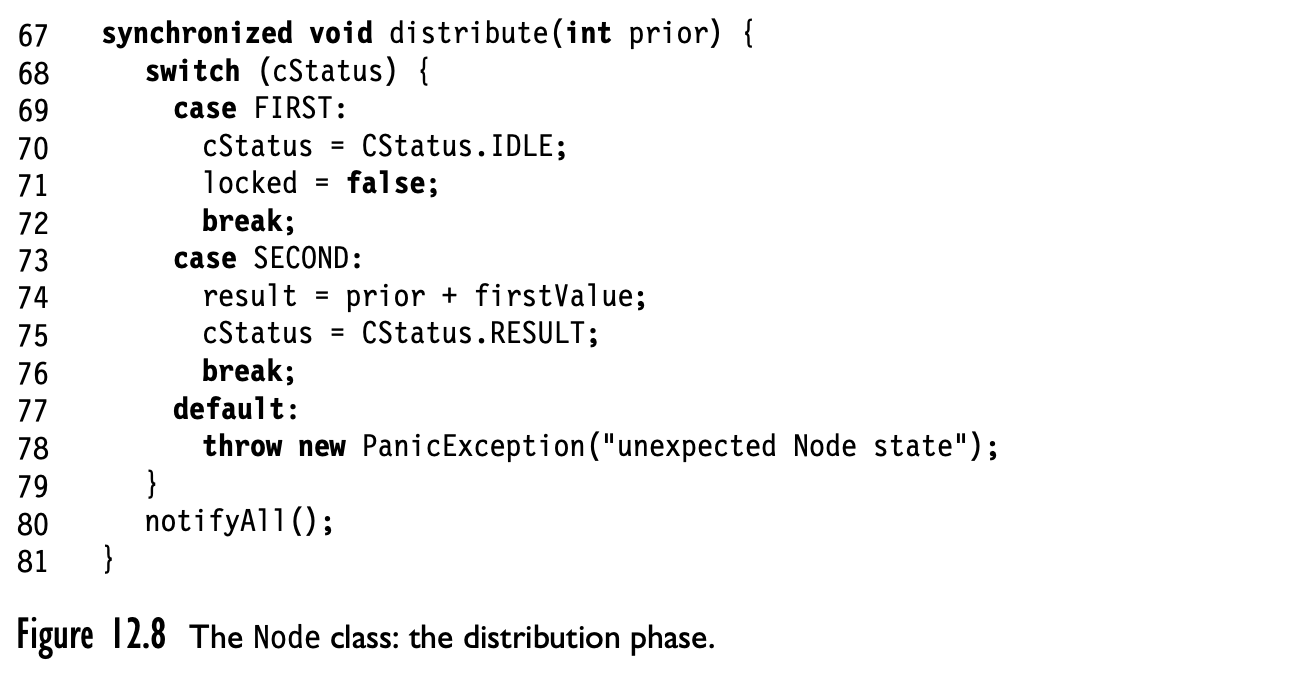 67 synchronized void distribute(int prior) {
68 switch (cStatus) {
69 case FIRST:
70 cStatus = CStatus.IDLE;
71 locked = false;
72 break;
73 case SECOND:
74 result = prior + firstValue;
75 cStatus = CStatus.RESULT;
76 break;
77 default:
78 throw new PanicException("unexpected Node state");
79 }
80 notifyAll();
81 }
Figure 12.8 The Node class: the distribution phase.